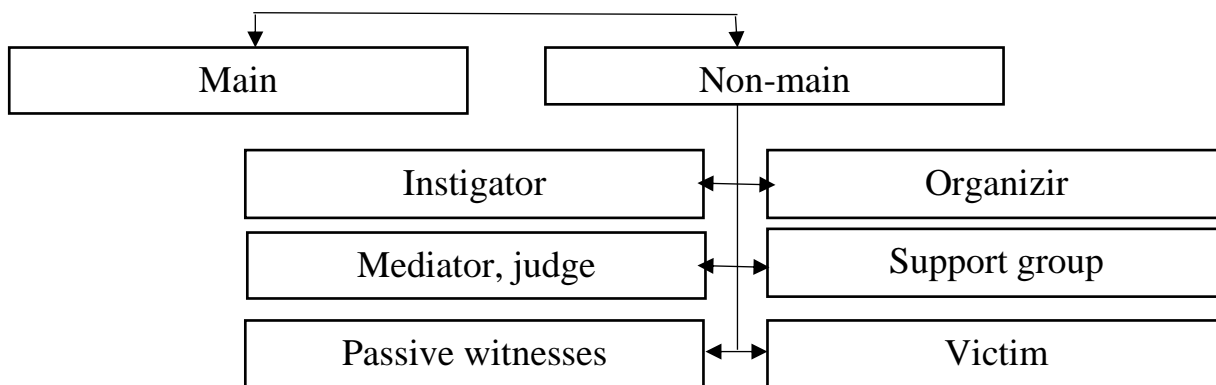 Main
Non-main
Instigator
Organizir
Mediator, judge
Support group
Passive witnesses
Victim